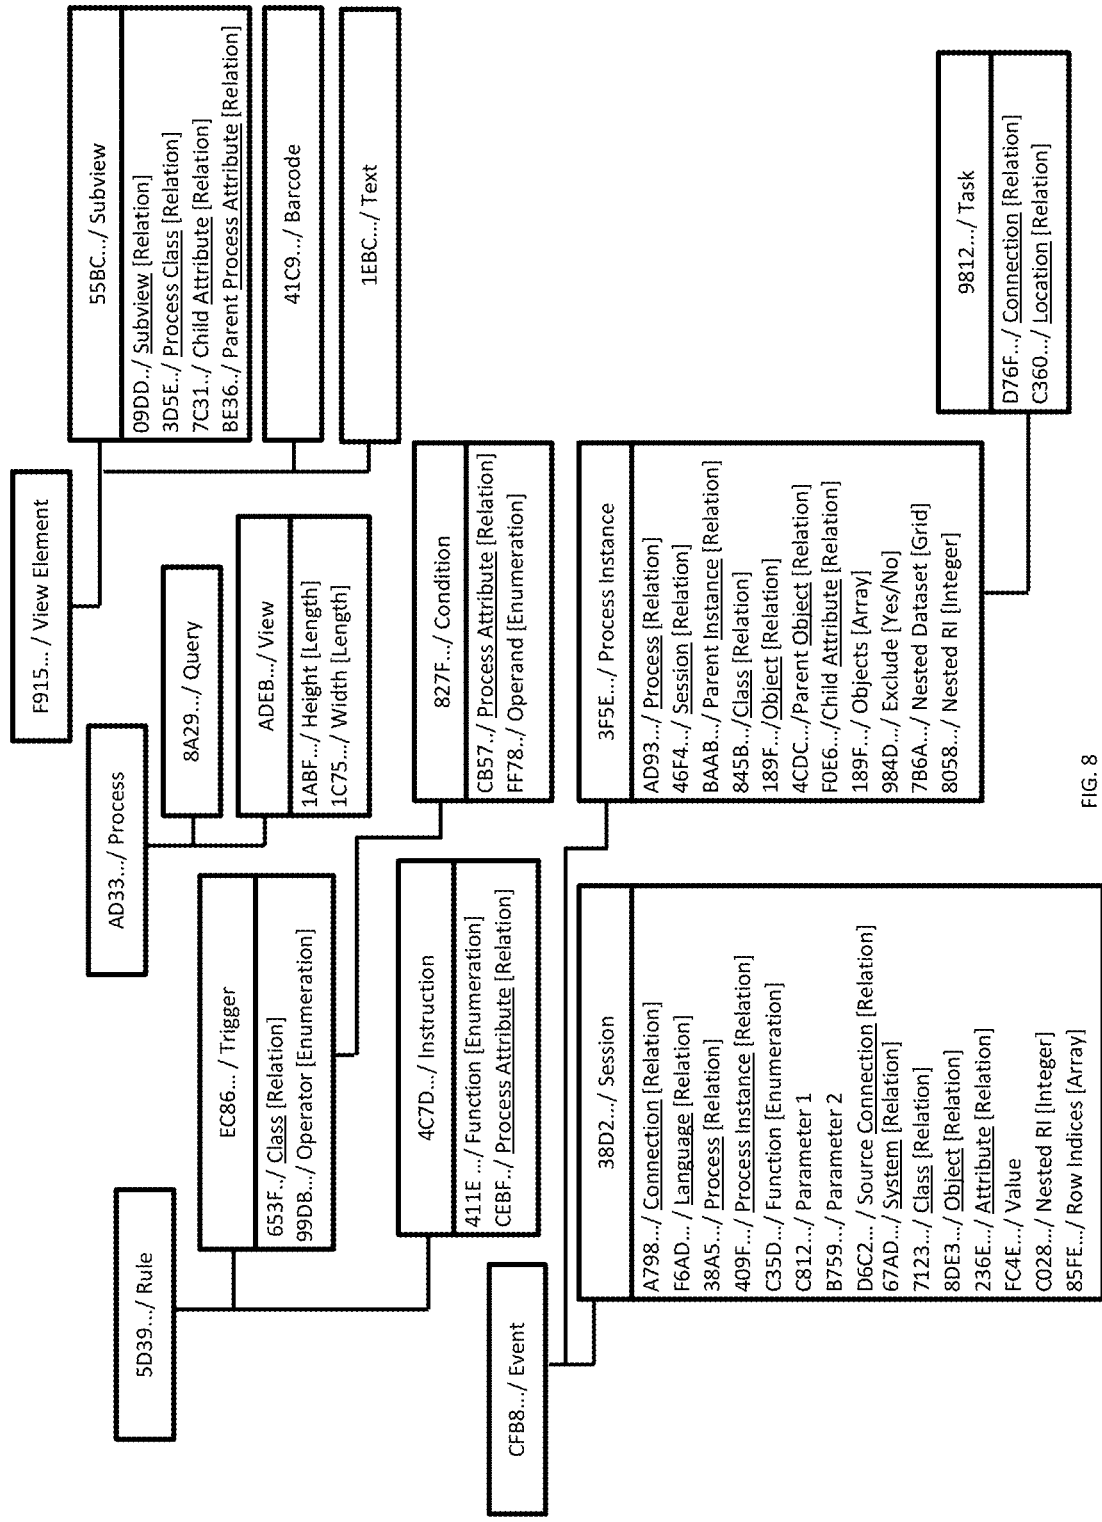 5D39.../ Rule
EC86... / Trigger
653F../ Class [Relation]
99DB.../ Operator [Enumeration]
4C7D.../ Instruction
411E .../ Function [Enumeration]
CEBF../ Process Attribute [Relation]
827F.../ Condition
CB57../ Process Attribute [Relation]
FF78../ Operand [Enumeration]
AD33.../ Process
8A29.../ Query
ADEB.../ View
1ABF.../ Height [Length]
1C75.../ Width [Length]
F915... / View Element
55BC.../ Subview
09DD../ Subview [Relation]
3D5E../ Process Class [Relation]
7C31../ Child Attribute [Relation]
BE36../ Parent Process Attribute [Relation]
41C9.../ Barcode
1EBC.../ Text
CFB8.../ Event
38D2.../ Session
A798.../ Connection [Relation]
F6AD.../ Language [Relation]
38A5.../ Process [Relation]
409F.../ Process Instance [Relation]
C35D.../ Function [Enumeration]
C812.../ Parameter 1
B759.../ Parameter 2
D6C2... / Source Connection [Relation]
67AD.../ System [Relation]
7123.../ Class [Relation]
8DE3.../ Object [Relation]
236E.../ Attribute [Relation]
FC4E.../ Value
C028.../ Nested RI [Integer]
85FE.../ Row Indices [Array]
3F5E.../ Process Instance
AD93.../ Process [Relation]
46F4.../ Session [Relation]
BAAB.../ Parent Instance [Relation]
845B.../Class [Relation]
189F.../Object [Relation]
4CDC.../Parent Object [Relation]
F0E6.../Child Attribute [Relation]
189F.../ Objects [Array]
984D.../ Exclude [Yes/No]
7B6A.../ Nested Dataset [Grid]
8058.../ Nested RI [Integer]
9812.../ Task
D76F.../ Connection [Relation]
C360.../ Location [Relation]
FIG. 8